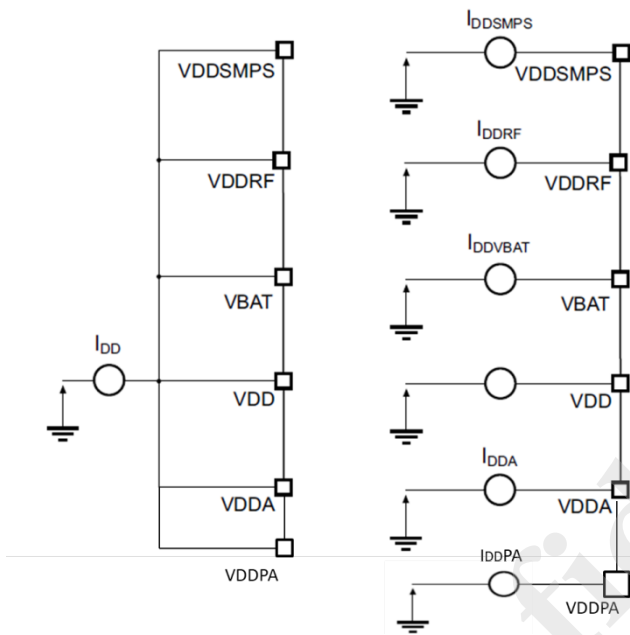 IDDSMPS
VDDSMPS
VDDSMPS
IDDRF
VDDRF
VDDRF
IDDVBAT
VBAT
VBAT
IDD
VDD
VDD
IDDA
VDDA
VDDA
IDDPA
VDDPA
VDDPA